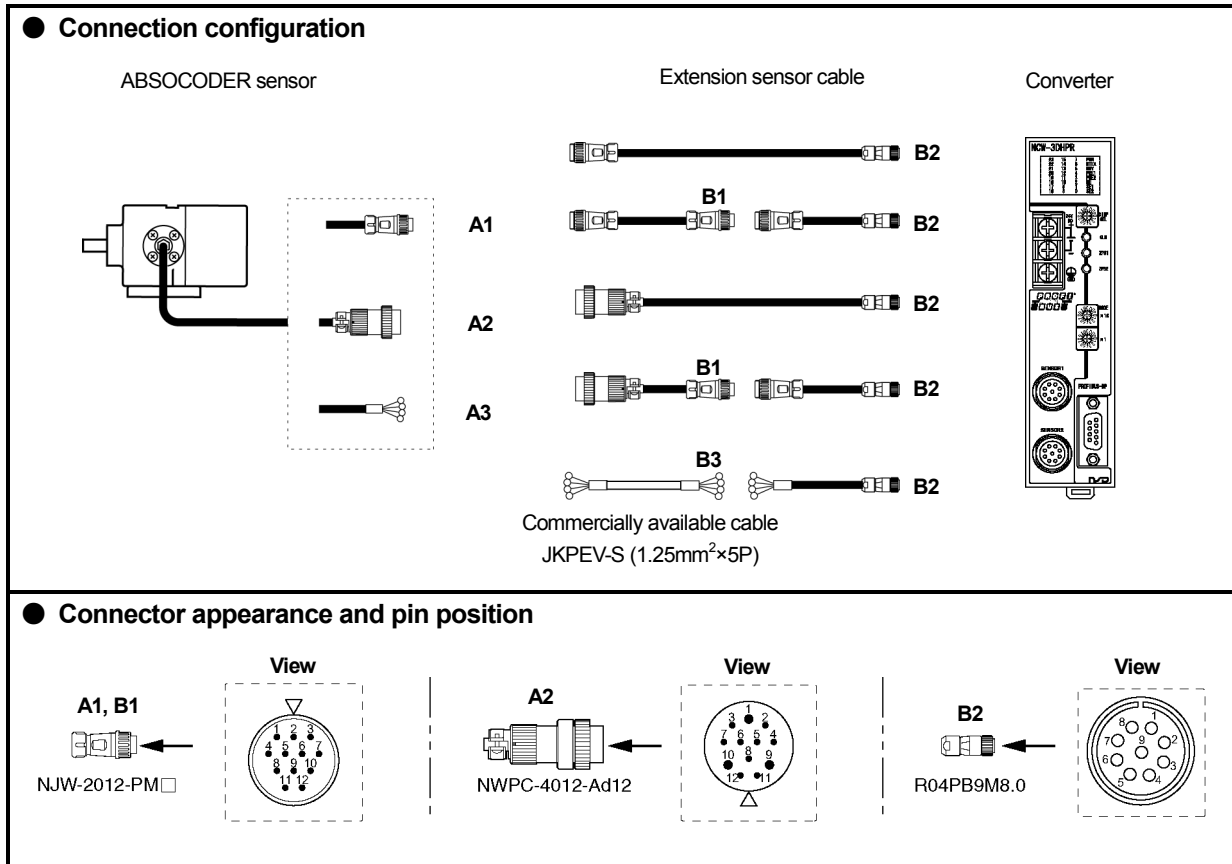 ● Connection configuration
ABSOCODER sensor
Extension sensor cable
Converter
B2
B1
A1
B2
A2
B2
B1
B2
A3
B3
B2
Commercially available cable
JKPEV-S (1.25mm²×5P)
NCW-3DHPR
SENSOR1
PROFIBUS-DP
SENSOR2
● Connector appearance and pin position
View
A1, B1
NJW-2012-PM□
1 2 3
4 5 6 7
8 9 10
11 12
View
A2
NWPC-4012-Ad12
1
3 2
7 6 5 4
10 8 9
12 11
View
B2
R04PB9M8.0
8 1
7 9 2
6 3
5 4